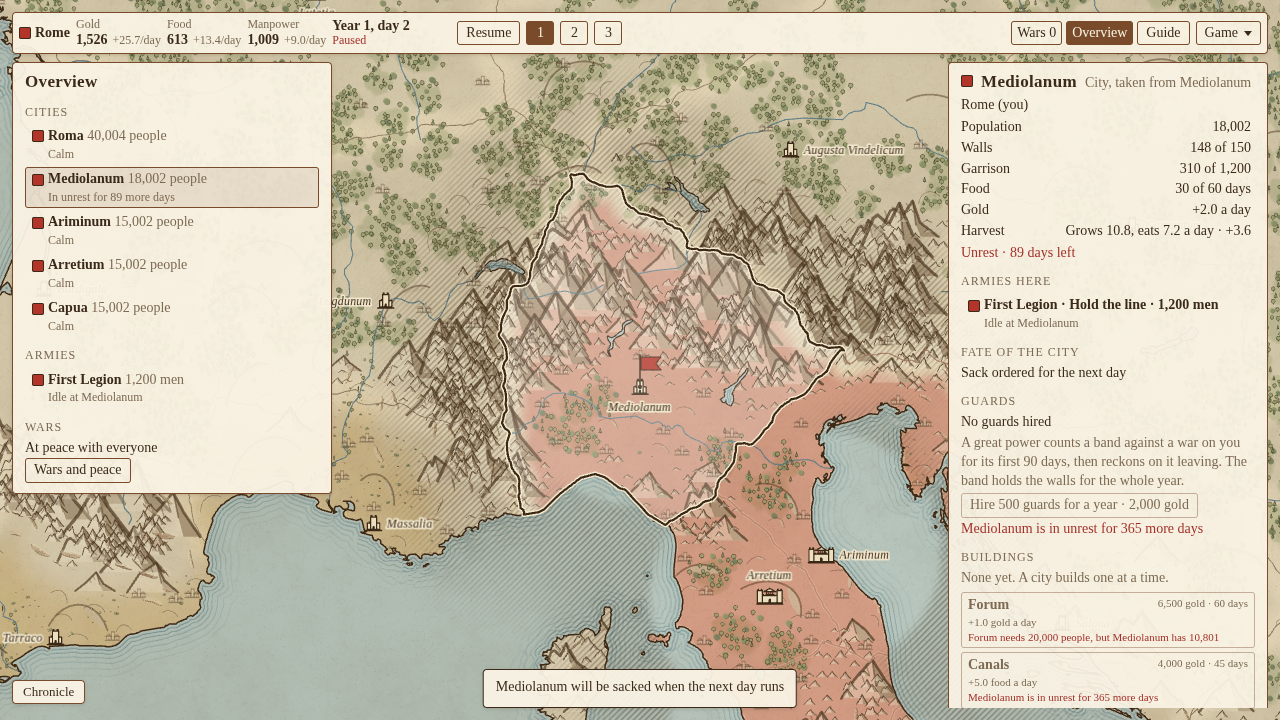 Rome
Gold
1,526 +25.7/day
Food
613 +13.4/day
Manpower
1,009 +9.0/day
Year 1, day 2
Paused
Resume
1
2
3
Wars 0
Overview
Guide
Game
Overview
CITIES
Roma 40,004 people
Calm
Mediolanum 18,002 people
In unrest for 89 more days
Ariminum 15,002 people
Calm
Arretium 15,002 people
Calm
Capua 15,002 people
Calm
ARMIES
First Legion 1,200 men
Idle at Mediolanum
WARS
At peace with everyone
Wars and peace
Augusta Vindelicum
gdunum
Mediolanum
Massalia
Ariminum
Arretium
Tarraco
Chronicle
Mediolanum will be sacked when the next day runs
Mediolanum City, taken from Mediolanum
Rome (you)
Population 18,002
Walls 148 of 150
Garrison 310 of 1,200
Food 30 of 60 days
Gold +2.0 a day
Harvest Grows 10.8, eats 7.2 a day · +3.6
Unrest · 89 days left
ARMIES HERE
First Legion · Hold the line · 1,200 men
Idle at Mediolanum
FATE OF THE CITY
Sack ordered for the next day
GUARDS
No guards hired
A great power counts a band against a war on you
for its first 90 days, then reckons on it leaving. The
band holds the walls for the whole year.
Hire 500 guards for a year · 2,000 gold
Mediolanum is in unrest for 365 more days
BUILDINGS
None yet. A city builds one at a time.
Forum 6,500 gold · 60 days
+1.0 gold a day
Forum needs 20,000 people, but Mediolanum has 10,801
Canals 4,000 gold · 45 days
+5.0 food a day
Mediolanum is in unrest for 365 more days